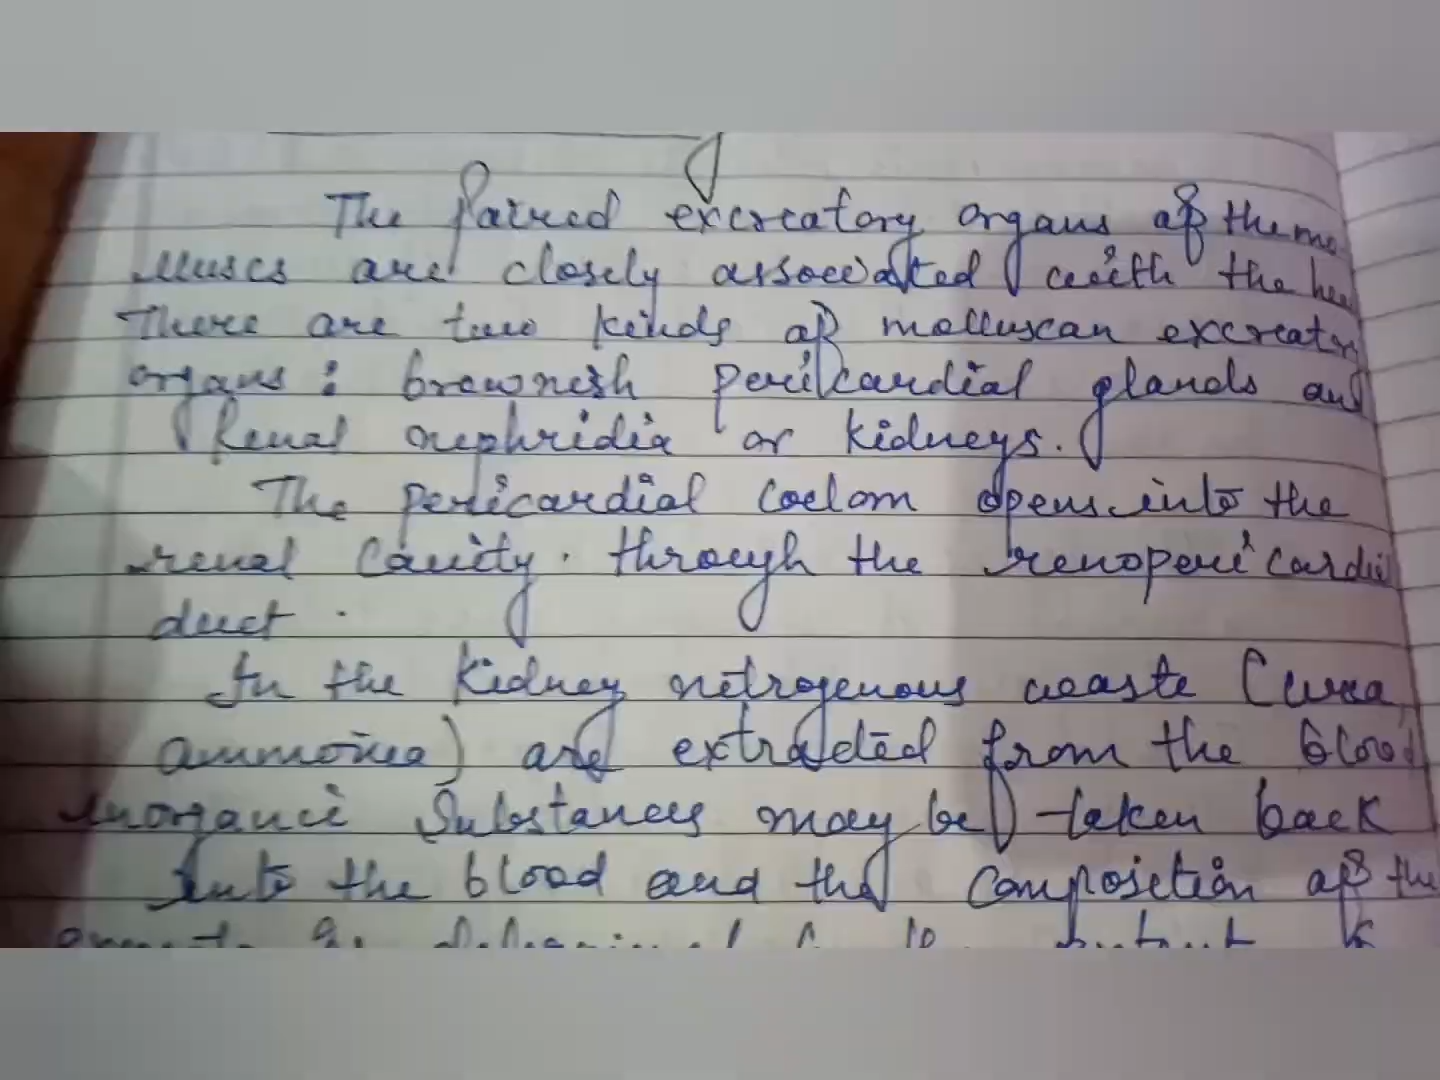 The paired excreatory organs of the mo
lluscs are closely associated with the hea
There are two kinds of molluscan excreatory
organs : brownish pericardial glands and
Renal nephridia or kidneys.
The pericardial coelom opens into the
renal cavity. through the renopericardia
duct.
In the kidney nitrogenous waste (urea,
ammonia) are extracted from the blood
inorganic substances may be taken back
into the blood and the composition of the